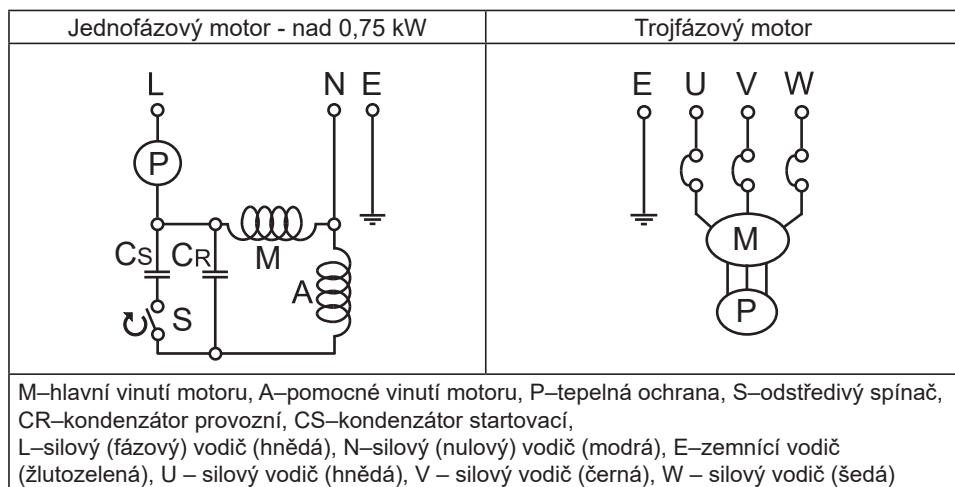 Jednofázový motor - nad 0,75 kW
Trojfázový motor
L N E
P
CS CR M
A
S
E U V W
M
P
M–hlavní vinutí motoru, A–pomocné vinutí motoru, P–tepelná ochrana, S–odstředivý spínač,
CR–kondenzátor provozní, CS–kondenzátor startovací,
L–silový (fázový) vodič (hnědá), N–silový (nulový) vodič (modrá), E–zemnící vodič
(žlutozelená), U – silový vodič (hnědá), V – silový vodič (černá), W – silový vodič (šedá)